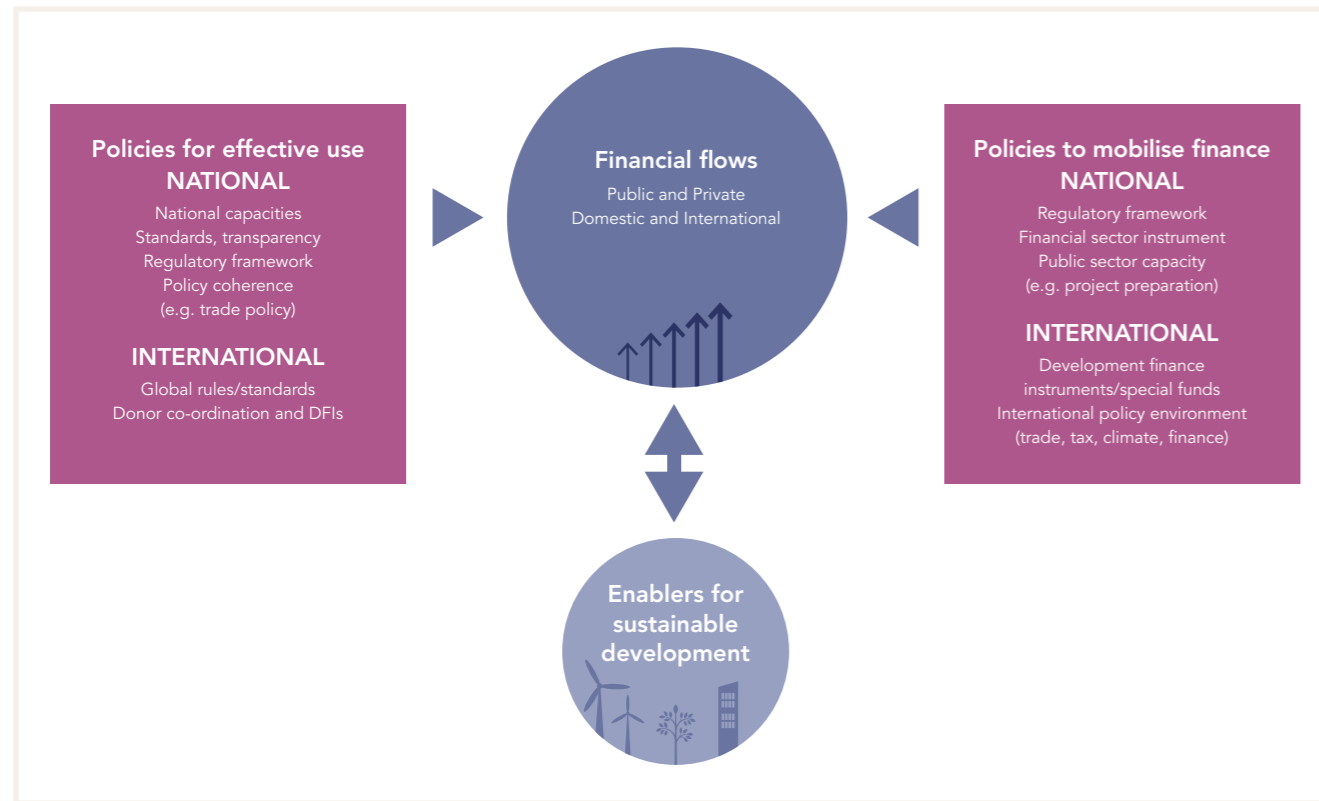 Policies for effective use
NATIONAL
National capacities
Standards, transparency
Regulatory framework
Policy coherence
(e.g. trade policy)
INTERNATIONAL
Global rules/standards
Donor co-ordination and DFIs
Financial flows
Public and Private
Domestic and International
Policies to mobilise finance
NATIONAL
Regulatory framework
Financial sector instrument
Public sector capacity
(e.g. project preparation)
INTERNATIONAL
Development finance
instruments/special funds
International policy environment
(trade, tax, climate, finance)
Enablers for
sustainable
development